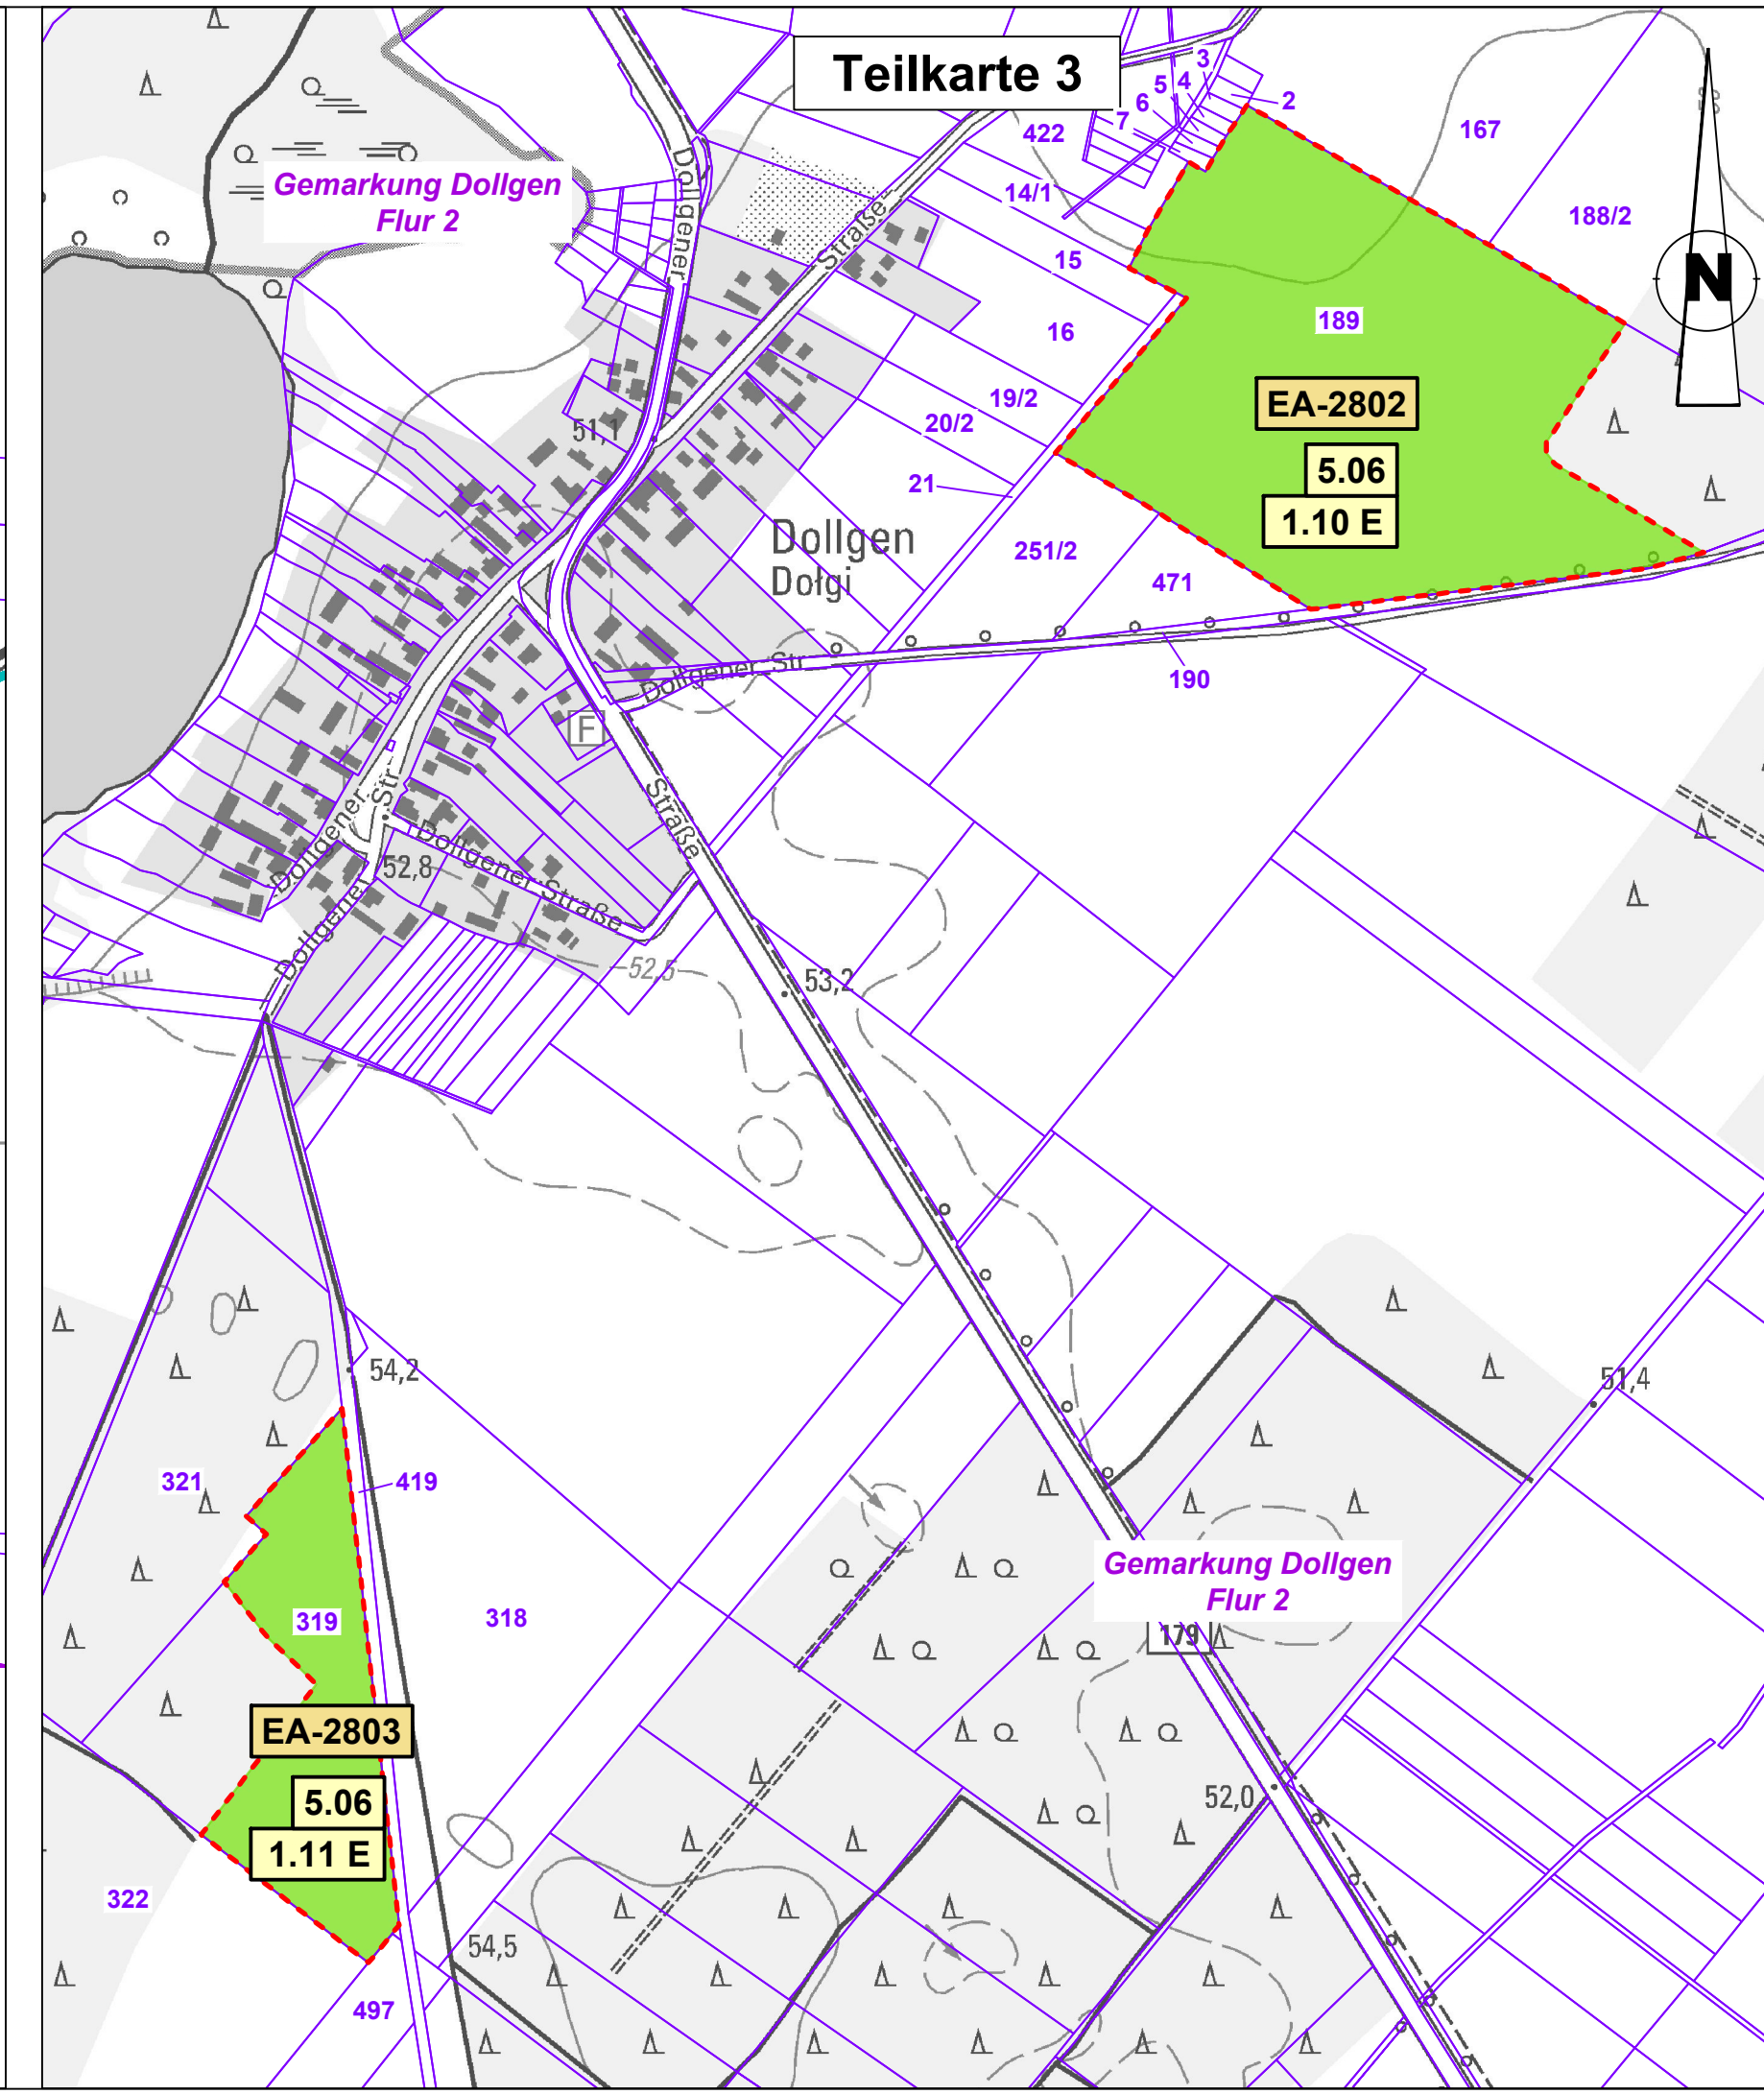 Teilkarte 3
3
5
4
2
6
7
422
167
Gemarkung Dollgen
Flur 2
Dollgener
Straße
14/1
188/2
15
N
16
189
19/2
EA-2802
20/2
51,1
5.06
21
1.10 E
Dollgen
Dołgi
251/2
471
Dollgener Str
190
F
Straße
Str
Dollgener
Dollgener Straße
52,8
Dollgener
52,5
53,2
54,2
51,4
321
419
Gemarkung Dollgen
Flur 2
319
318
179
EA-2803
5.06
52,0
1.11 E
322
54,5
497